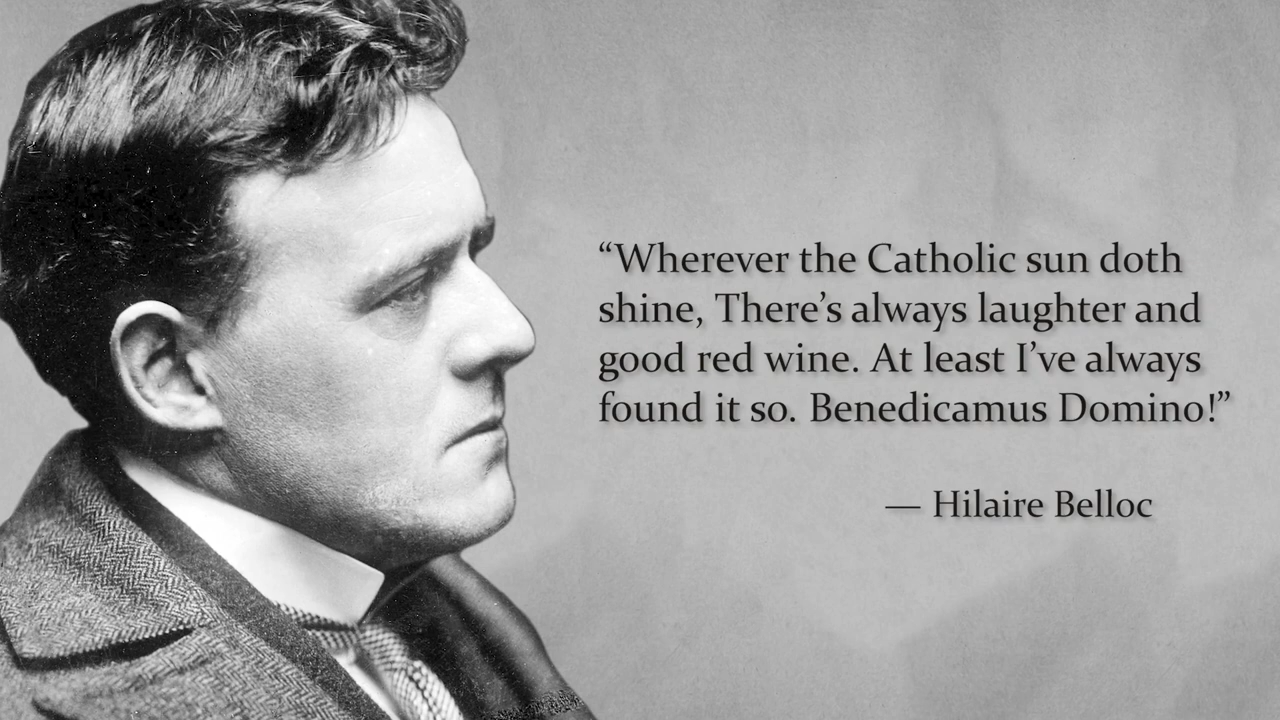 “Wherever the Catholic sun doth
shine, There’s always laughter and
good red wine. At least I’ve always
found it so. Benedicamus Domino!”
— Hilaire Belloc